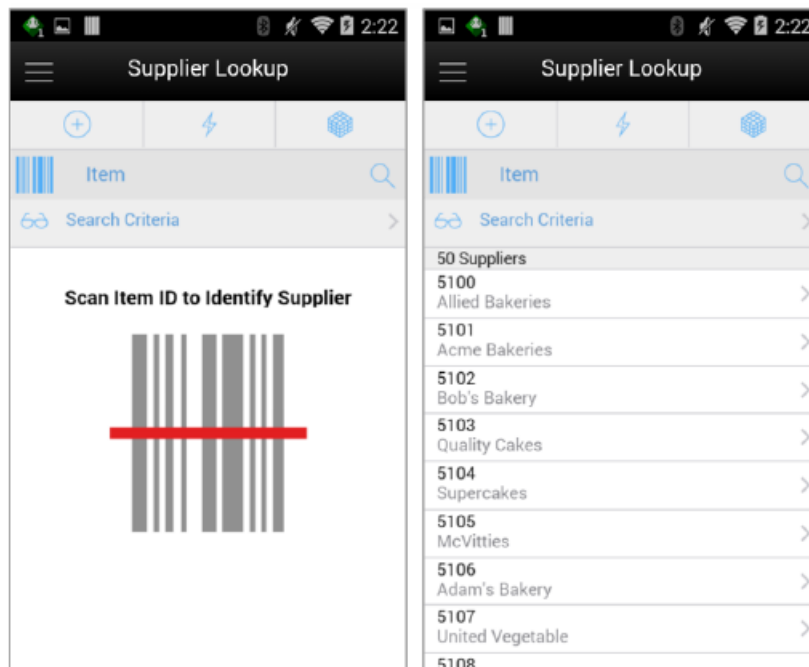 2:22
Supplier Lookup
Item
Search Criteria
Scan Item ID to Identify Supplier
2:22
Supplier Lookup
Item
Search Criteria
50 Suppliers
5100
Allied Bakeries
5101
Acme Bakeries
5102
Bob's Bakery
5103
Quality Cakes
5104
Supercakes
5105
McVitties
5106
Adam's Bakery
5107
United Vegetable
5108